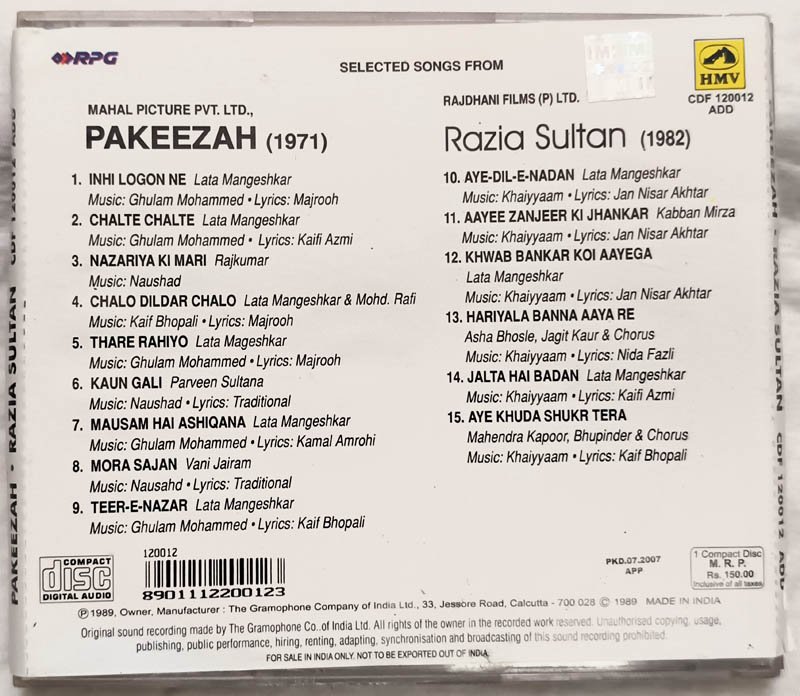 RPG
SELECTED SONGS FROM
HMV
CDF 120012
ADD
MAHAL PICTURE PVT. LTD.,
PAKEEZAH (1971)
1. INHI LOGON NE Lata Mangeshkar
Music: Ghulam Mohammed • Lyrics: Majrooh
2. CHALTE CHALTE Lata Mangeshkar
Music: Ghulam Mohammed • Lyrics: Kaifi Azmi
3. NAZARIYA KI MARI Rajkumar
Music: Naushad
4. CHALO DILDAR CHALO Lata Mangeshkar & Mohd. Rafi
Music: Kaif Bhopali • Lyrics: Majrooh
5. THARE RAHIYO Lata Mageshkar
Music: Ghulam Mohammed • Lyrics: Majrooh
6. KAUN GALI Parveen Sultana
Music: Naushad • Lyrics: Traditional
7. MAUSAM HAI ASHIQANA Lata Mangeshkar
Music: Ghulam Mohammed • Lyrics: Kamal Amrohi
8. MORA SAJAN Vani Jairam
Music: Nausahd • Lyrics: Traditional
9. TEER-E-NAZAR Lata Mangeshkar
Music: Ghulam Mohammed • Lyrics: Kaif Bhopali
RAJDHANI FILMS (P) LTD.
Razia Sultan (1982)
10. AYE-DIL-E-NADAN Lata Mangeshkar
Music: Khaiyyaam • Lyrics: Jan Nisar Akhtar
11. AAYEE ZANJEER KI JHANKAR Kabban Mirza
Music: Khaiyyaam • Lyrics: Jan Nisar Akhtar
12. KHWAB BANKAR KOI AAYEGA
Lata Mangeshkar
Music: Khaiyyaam • Lyrics: Jan Nisar Akhtar
13. HARIYALA BANNA AAYA RE
Asha Bhosle, Jagit Kaur & Chorus
Music: Khaiyyaam • Lyrics: Nida Fazli
14. JALTA HAI BADAN Lata Mangeshkar
Music: Khaiyyaam • Lyrics: Kaifi Azmi
15. AYE KHUDA SHUKR TERA
Mahendra Kapoor, Bhupinder & Chorus
Music: Khaiyyaam • Lyrics: Kaif Bhopali
COMPACT
disc
DIGITAL AUDIO
120012
8901112200123
PKD.07.2007
APP
1 Compact Disc
M. R. P.
Rs. 150.00
Inclusive of all taxes
Ⓟ1989, Owner, Manufacturer : The Gramophone Company of India Ltd., 33, Jessore Road, Calcutta - 700 028 © 1989 MADE IN INDIA
Original sound recording made by The Gramophone Co..of India Ltd. All rights of the owner in the recorded work reserved. Unauthorised copying, usage,
publishing, public performance, hiring, renting, adapting, synchronisation and broadcasting of this sound recording prohibited.
FOR SALE IN INDIA ONLY. NOT TO BE EXPORTED OUT OF INDIA.
PAKEEZAH • RAZIA SULTAN CDF 120012 ADD
PAKEEZAH • RAZIA SULTAN CDF 120012 ADD